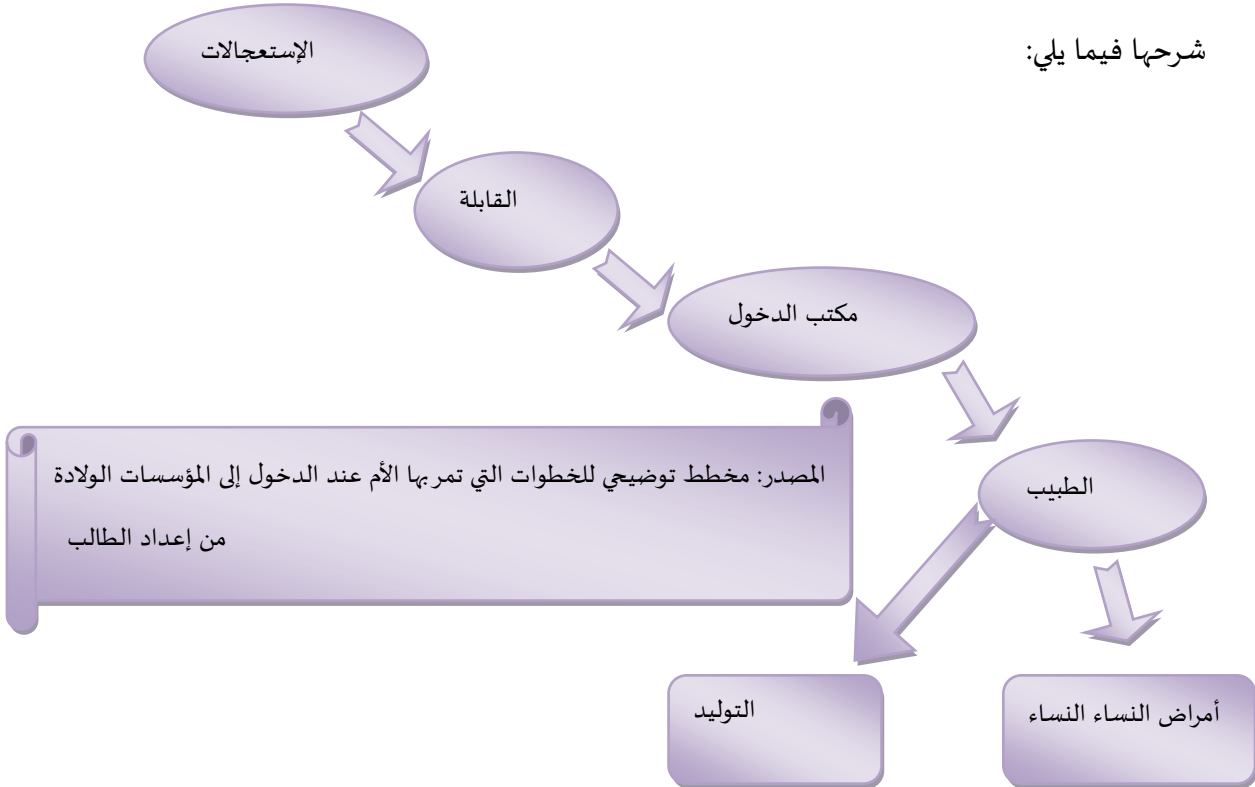 شرحها فيما يلي:
الإستعجالات
القابلة
مكتب الدخول
المصدر: مخطط توضيحي للخطوات التي تمر بها الأم عند الدخول إلى المؤسسات الولادة
من إعداد الطالب
الطبيب
أمراض النساء النساء
التوليد